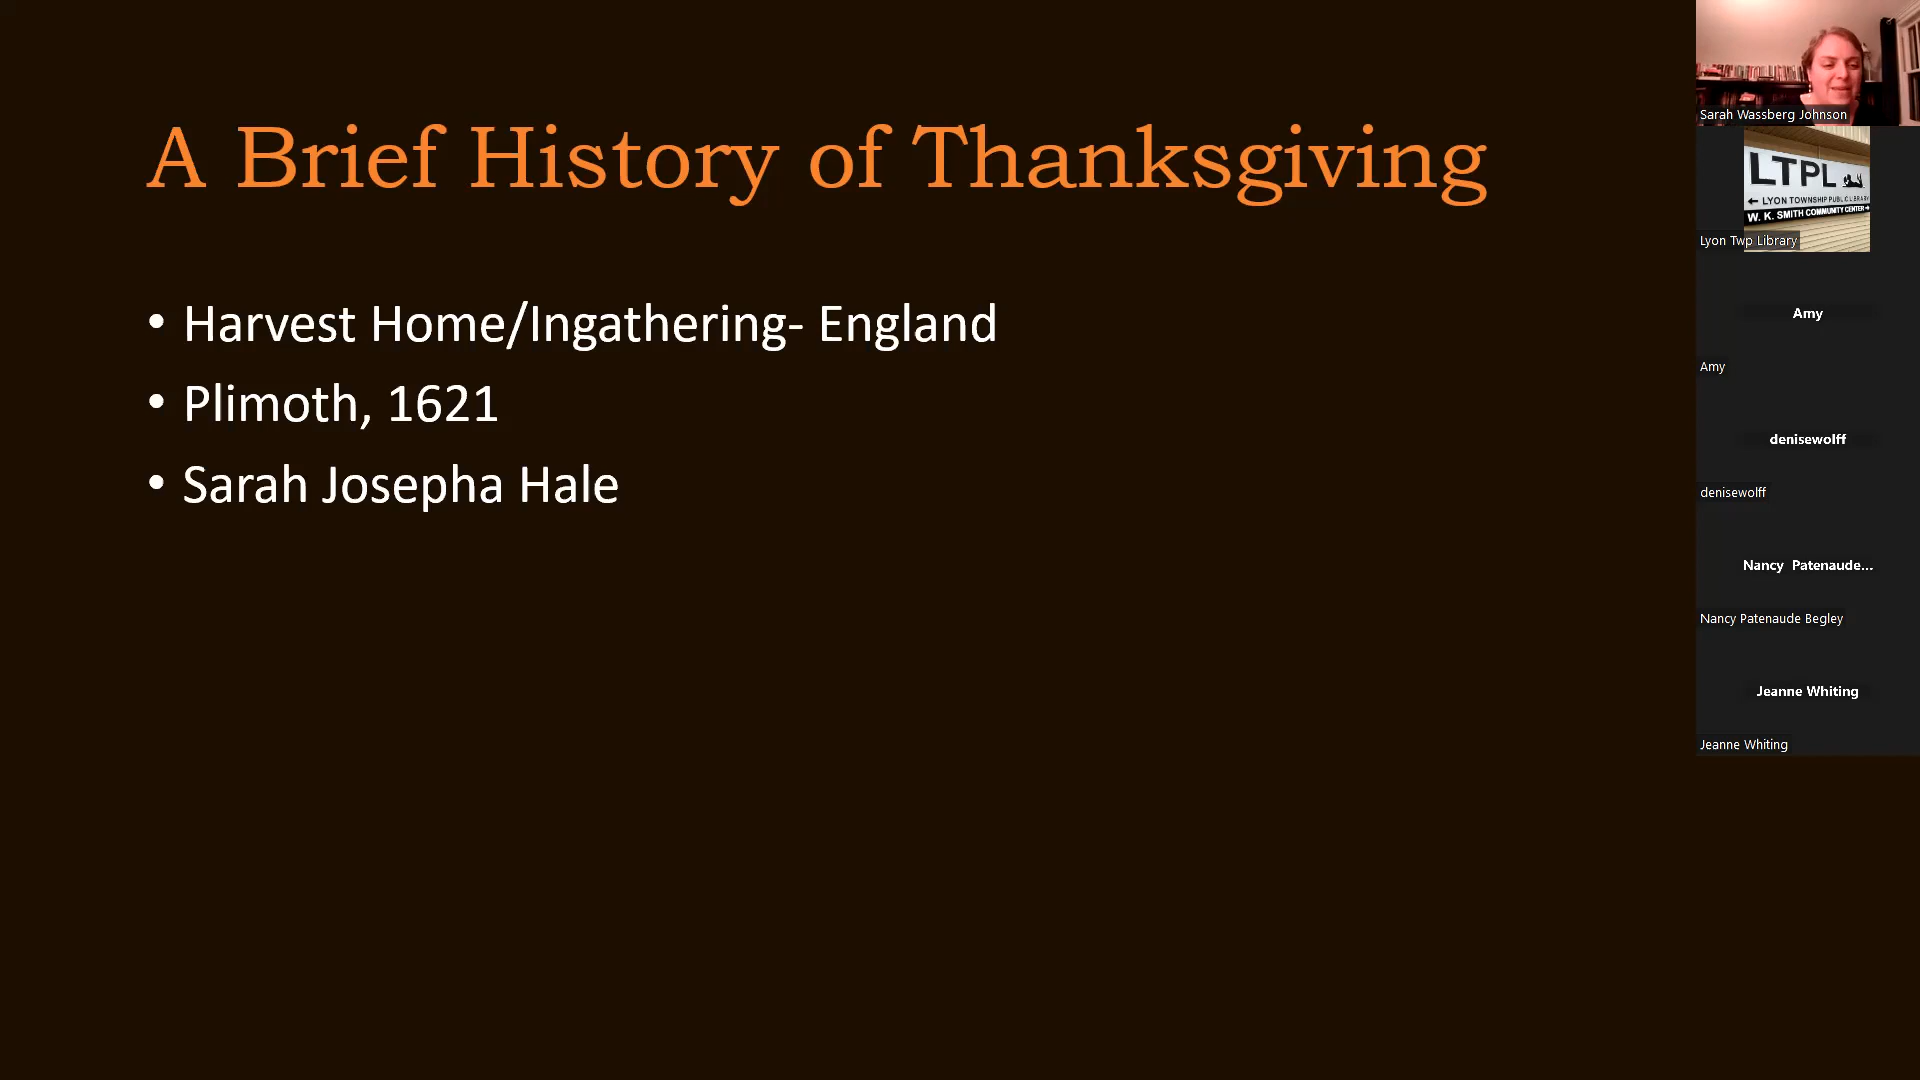 A Brief History of Thanksgiving
• Harvest Home/Ingathering- England
• Plimoth, 1621
• Sarah Josepha Hale
Sarah Wassberg Johnson
LTPL
← LYON TOWNSHIP PUBLIC LIBRARY
W. K. SMITH COMMUNITY CENTER →
Lyon Twp Library
Amy
Amy
denisewolff
denisewolff
Nancy Patenaude...
Nancy Patenaude Begley
Jeanne Whiting
Jeanne Whiting